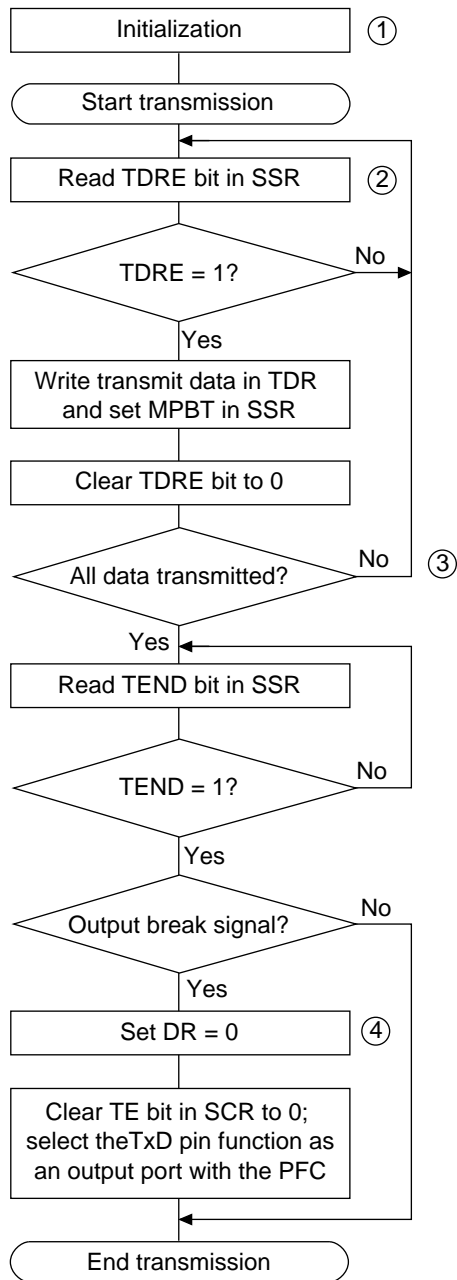 Initialization
1
Start transmission
Read TDRE bit in SSR
2
TDRE = 1?
No
Yes
Write transmit data in TDR
and set MPBT in SSR
Clear TDRE bit to 0
All data transmitted?
No
3
Yes
Read TEND bit in SSR
TEND = 1?
No
Yes
Output break signal?
No
Yes
Set DR = 0
4
Clear TE bit in SCR to 0;
select theTxD pin function as
an output port with the PFC
End transmission